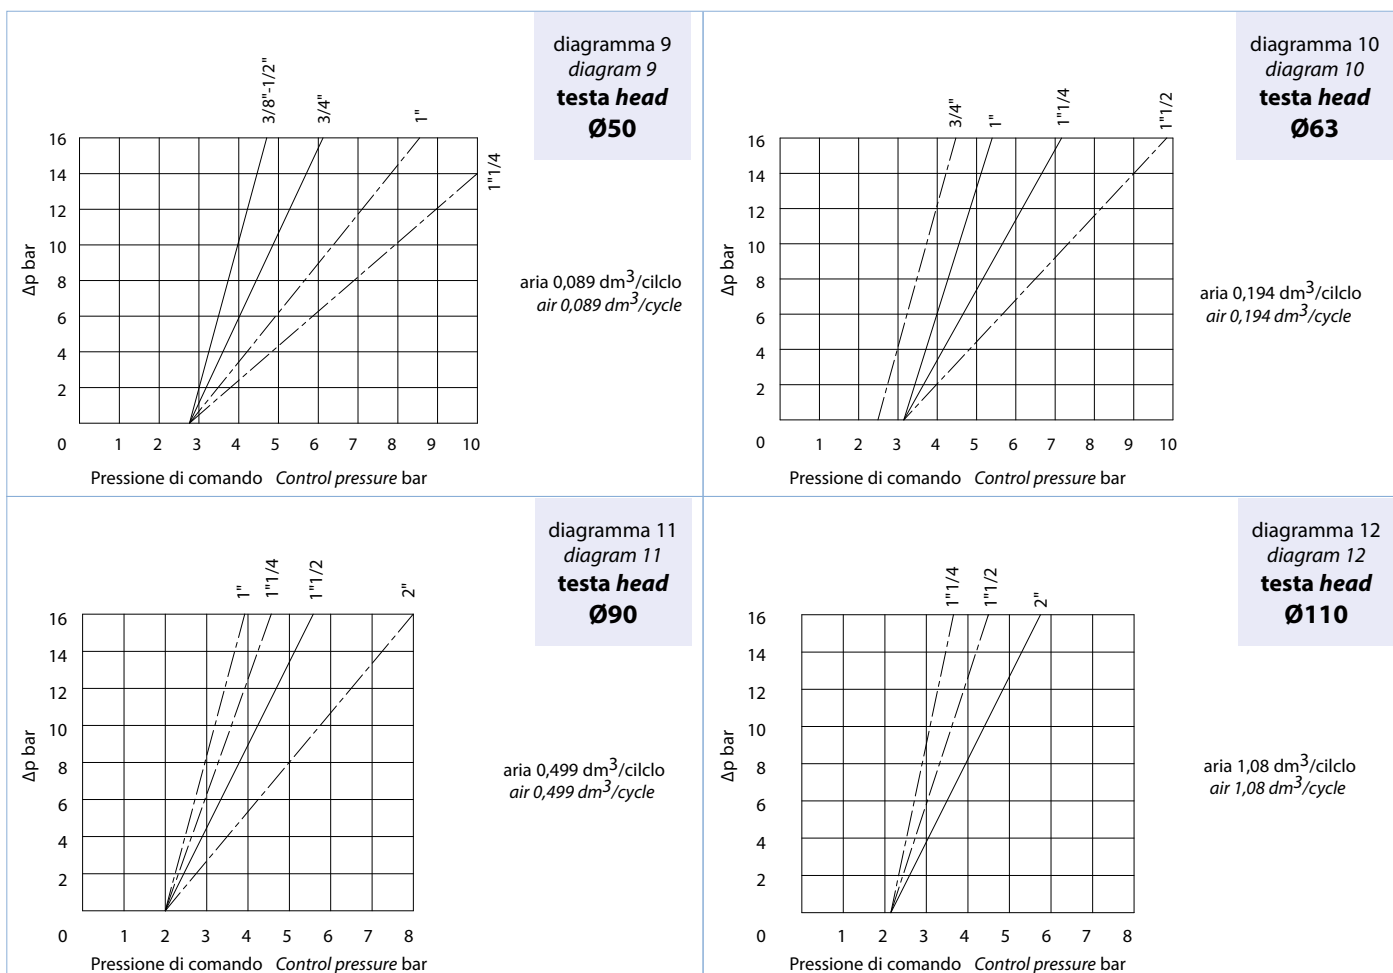 diagramma 9
diagram 9
testa head
Ø50
3/8"-1/2"
3/4"
1"
1"1/4
16
14
12
10
8
6
4
2
0 1 2 3 4 5 6 7 8 9 10
Δp bar
Pressione di comando Control pressure bar
aria 0,089 dm³/cilclo
air 0,089 dm³/cycle
diagramma 10
diagram 10
testa head
Ø63
3/4"
1"
1"1/4
1"1/2
16
14
12
10
8
6
4
2
0 1 2 3 4 5 6 7 8 9 10
Δp bar
Pressione di comando Control pressure bar
aria 0,194 dm³/cilclo
air 0,194 dm³/cycle
diagramma 11
diagram 11
testa head
Ø90
1"
1"1/4
1"1/2
2"
16
14
12
10
8
6
4
2
0 1 2 3 4 5 6 7 8
Δp bar
Pressione di comando Control pressure bar
aria 0,499 dm³/cilclo
air 0,499 dm³/cycle
diagramma 12
diagram 12
testa head
Ø110
1"1/4
1"1/2
2"
16
14
12
10
8
6
4
2
0 1 2 3 4 5 6 7 8
Δp bar
Pressione di comando Control pressure bar
aria 1,08 dm³/cilclo
air 1,08 dm³/cycle